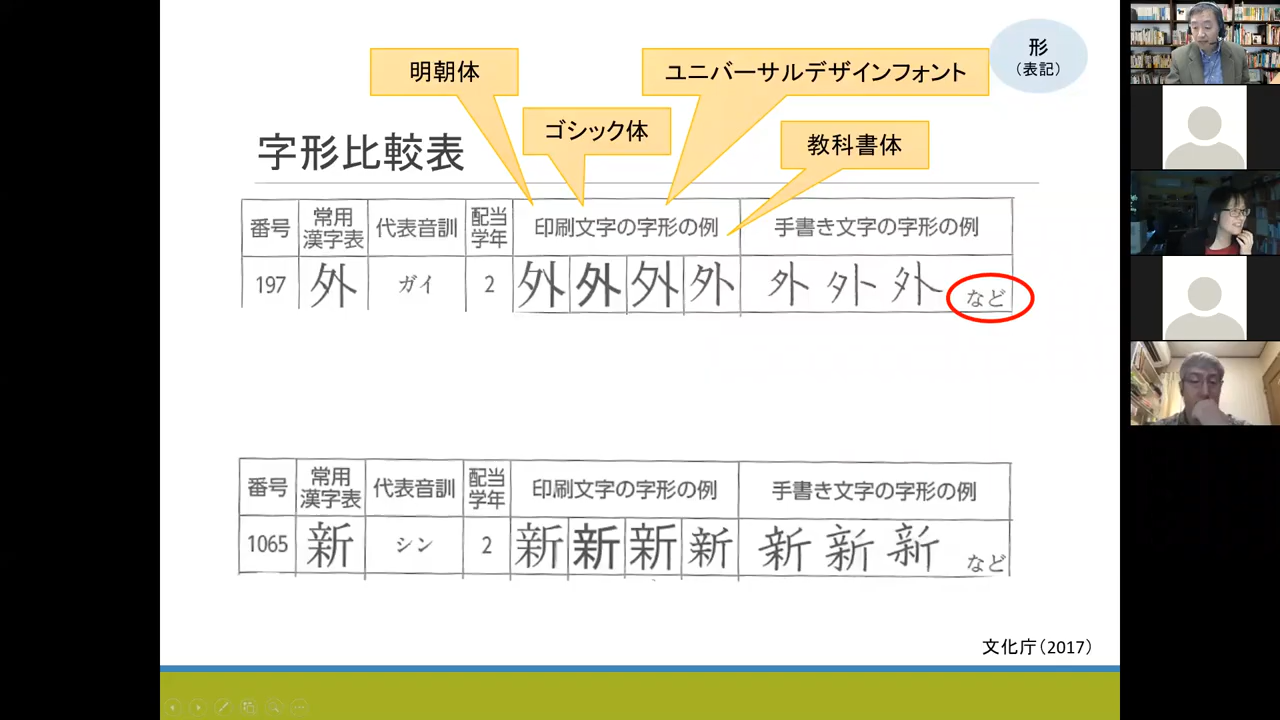 形
（表記）
明朝体
ユニバーサルデザインフォント
ゴシック体
教科書体
字形比較表
番号 常用漢字表 代表音訓 配当学年 印刷文字の字形の例 手書き文字の字形の例
197 外 ガイ 2 外 外 外 外 外 外 外 など
番号 常用漢字表 代表音訓 配当学年 印刷文字の字形の例 手書き文字の字形の例
1065 新 シン 2 新 新 新 新 新 新 新 など
文化庁（2017）